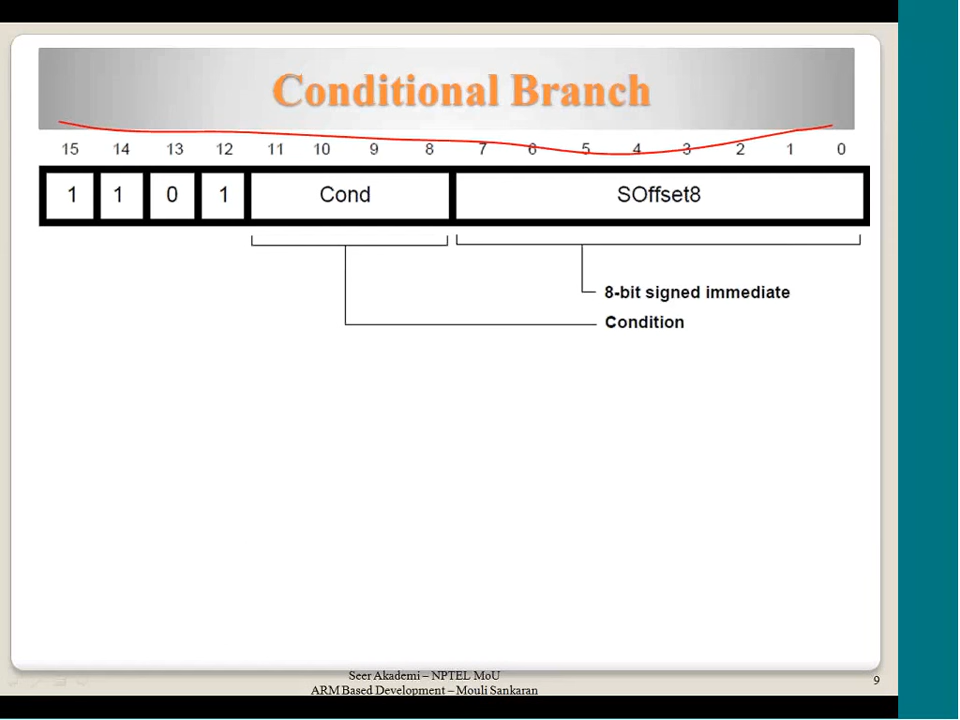 Conditional Branch
15 14 13 12 11 10 9 8 7 6 5 4 3 2 1 0
1 1 0 1 Cond SOffset8
8-bit signed immediate
Condition
Seer Akademi – NPTEL MoU
ARM Based Development – Mouli Sankaran
9